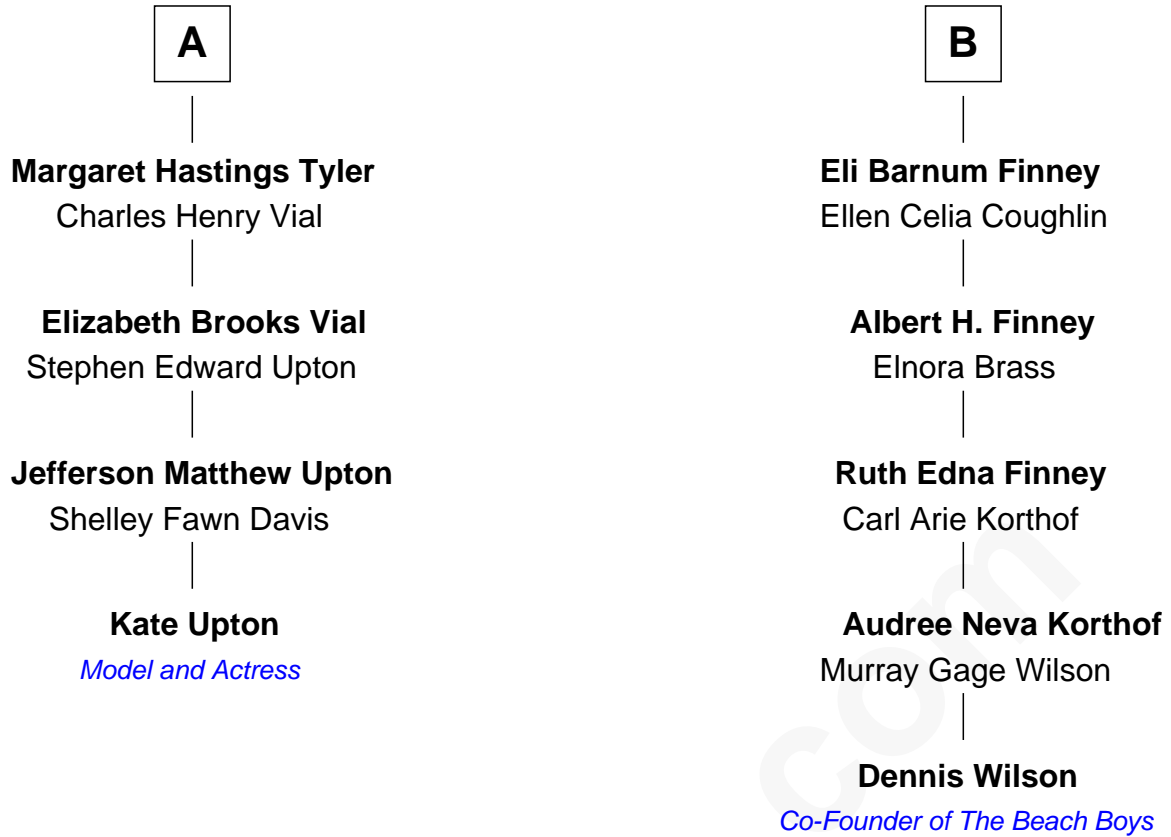 A
Margaret Hastings Tyler
Charles Henry Vial
Elizabeth Brooks Vial
Stephen Edward Upton
Jefferson Matthew Upton
Shelley Fawn Davis
Kate Upton
Model and Actress
B
Eli Barnum Finney
Ellen Celia Coughlin
Albert H. Finney
Elnora Brass
Ruth Edna Finney
Carl Arie Korthof
Audree Neva Korthof
Murray Gage Wilson
Dennis Wilson
Co-Founder of The Beach Boys
com